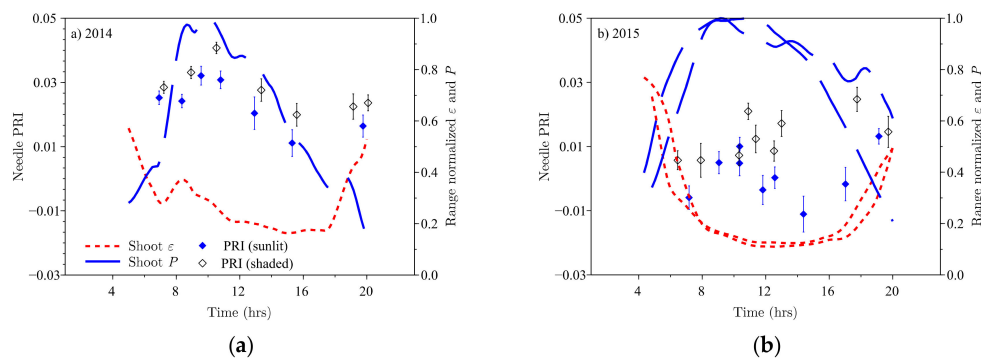 a) 2014
0.05
0.03
0.01
−0.01
−0.03
Needle PRI
1.0
0.8
0.6
0.4
0.2
0.0
Range normalized ε and P
Shoot ε
Shoot P
PRI (sunlit)
PRI (shaded)
4 8 12 16 20
Time (hrs)
(a)
b) 2015
0.05
0.03
0.01
−0.01
−0.03
Needle PRI
1.0
0.8
0.6
0.4
0.2
0.0
Range normalized ε and P
4 8 12 16 20
Time (hrs)
(b)